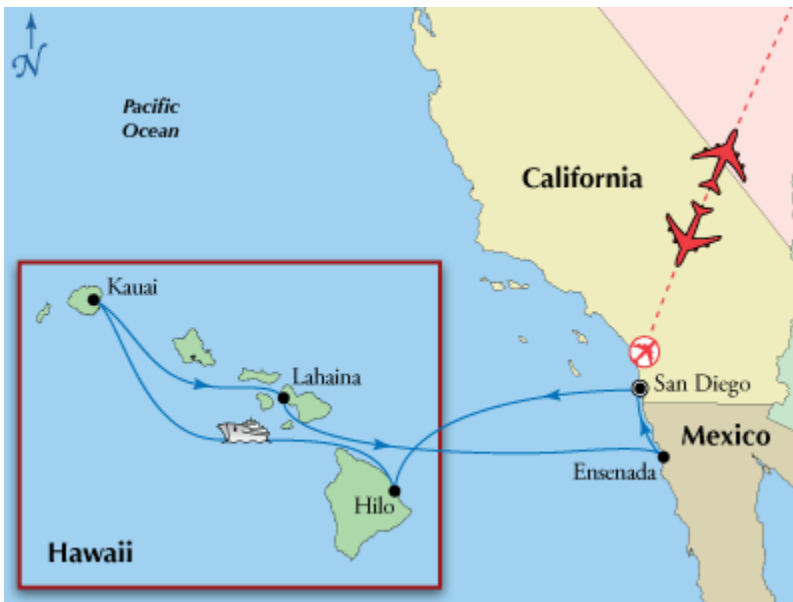 N
Pacific
Ocean
California
Kauai
Lahaina
San Diego
Mexico
Ensenada
Hilo
Hawaii